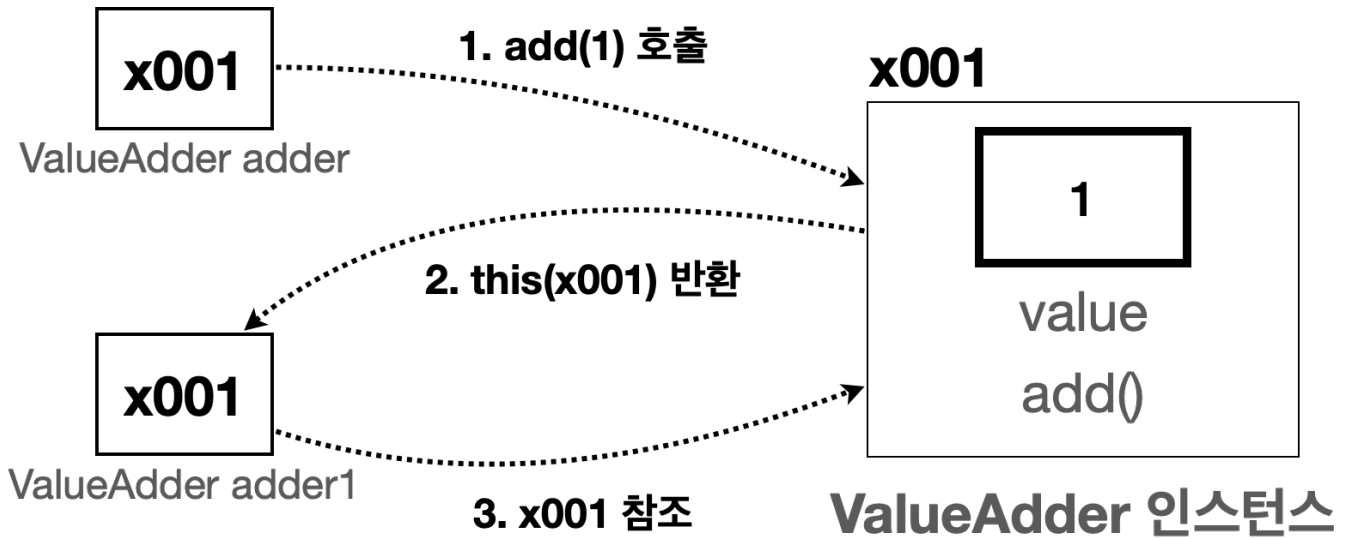 x001
ValueAdder adder
1. add(1) 호출
x001
1
value
add()
ValueAdder 인스턴스
2. this(x001) 반환
x001
ValueAdder adder1
3. x001 참조